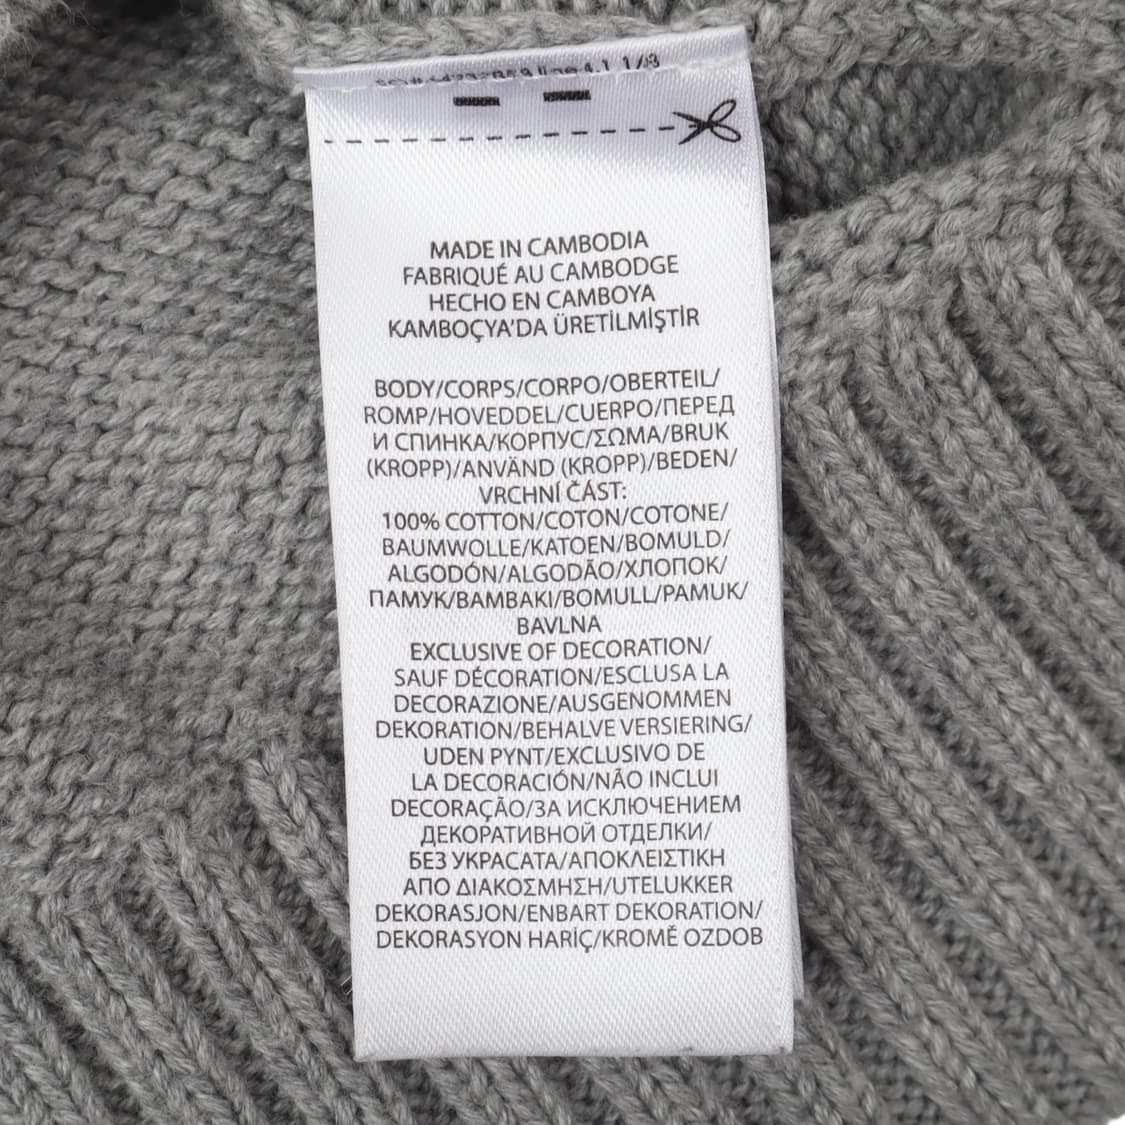 MADE IN CAMBODIA
FABRIQUÉ AU CAMBODGE
HECHO EN CAMBOYA
KAMBOÇYA'DA ÜRETİLMİŞTİR
BODY/CORPS/CORPO/OBERTEIL/
ROMP/HOVEDDEL/CUERPO/ПЕРЕД
И СПИНКА/КОРПУС/ΣΩΜΑ/BRUK
(KROPP)/ANVÄND (KROPP)/BEDEN/
VRCHNÍ ČÁST:
100% COTTON/COTON/COTONE/
BAUMWOLLE/KATOEN/BOMULD/
ALGODÓN/ALGODÃO/ХЛОПОК/
ПАМУК/ΒΑΜΒΑΚΙ/BOMULL/PAMUK/
BAVLNA
EXCLUSIVE OF DECORATION/
SAUF DÉCORATION/ESCLUSA LA
DECORAZIONE/AUSGENOMMEN
DEKORATION/BEHALVE VERSIERING/
UDEN PYNT/EXCLUSIVO DE
LA DECORACIÓN/NÃO INCLUI
DECORAÇÃO/ЗА ИСКЛЮЧЕНИЕМ
ДЕКОРАТИВНОЙ ОТДЕЛКИ/
БЕЗ УКРАСАТА/ΑΠΟΚΛΕΙΣΤΙΚΗ
ΑΠΟ ΔΙΑΚΟΣΜΗΣΗ/UTELUKKER
DEKORASJON/ENBART DEKORATION/
DEKORASYON HARİÇ/KROMĚ OZDOB